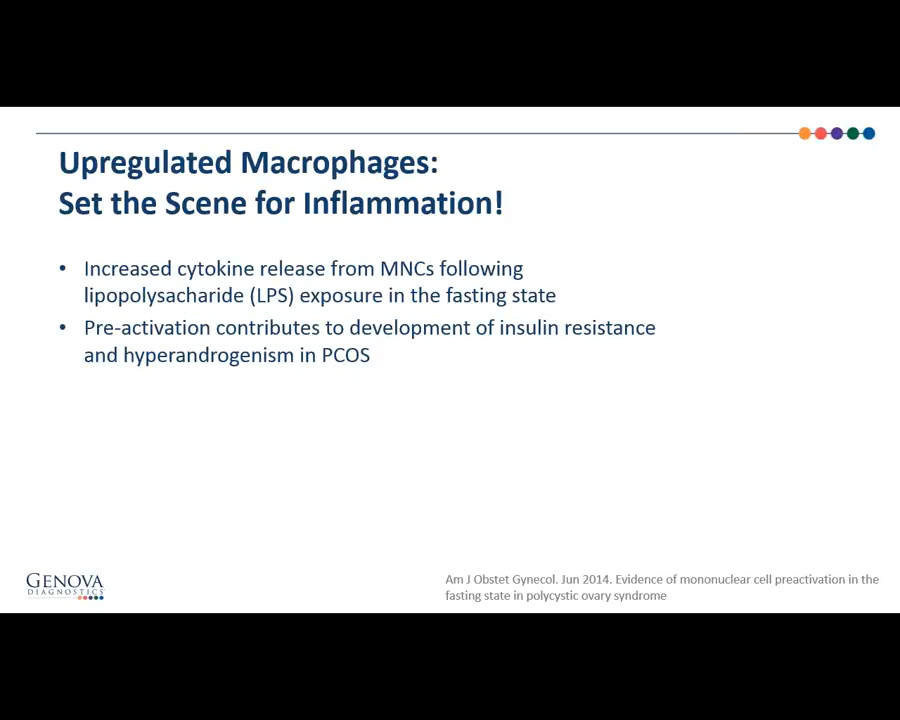 Upregulated Macrophages:
Set the Scene for Inflammation!
• Increased cytokine release from MNCs following
lipopolysacharide (LPS) exposure in the fasting state
• Pre-activation contributes to development of insulin resistance
and hyperandrogenism in PCOS
GENOVA
DIAGNOSTICS
Am J Obstet Gynecol. Jun 2014. Evidence of mononuclear cell preactivation in the
fasting state in polycystic ovary syndrome